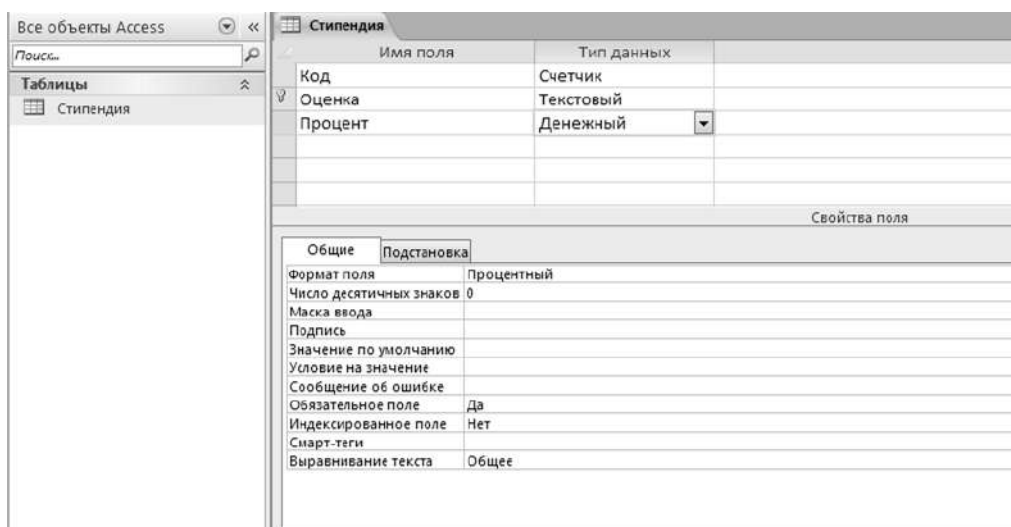 Все объекты Access
Поиск...
Таблицы
Стипендия
Стипендия
Имя поля Тип данных
Код Счетчик
Оценка Текстовый
Процент Денежный
Свойства поля
Общие Подстановка
Формат поля Процентный
Число десятичных знаков 0
Маска ввода
Подпись
Значение по умолчанию
Условие на значение
Сообщение об ошибке
Обязательное поле Да
Индексированное поле Нет
Смарт-теги
Выравнивание текста Общее